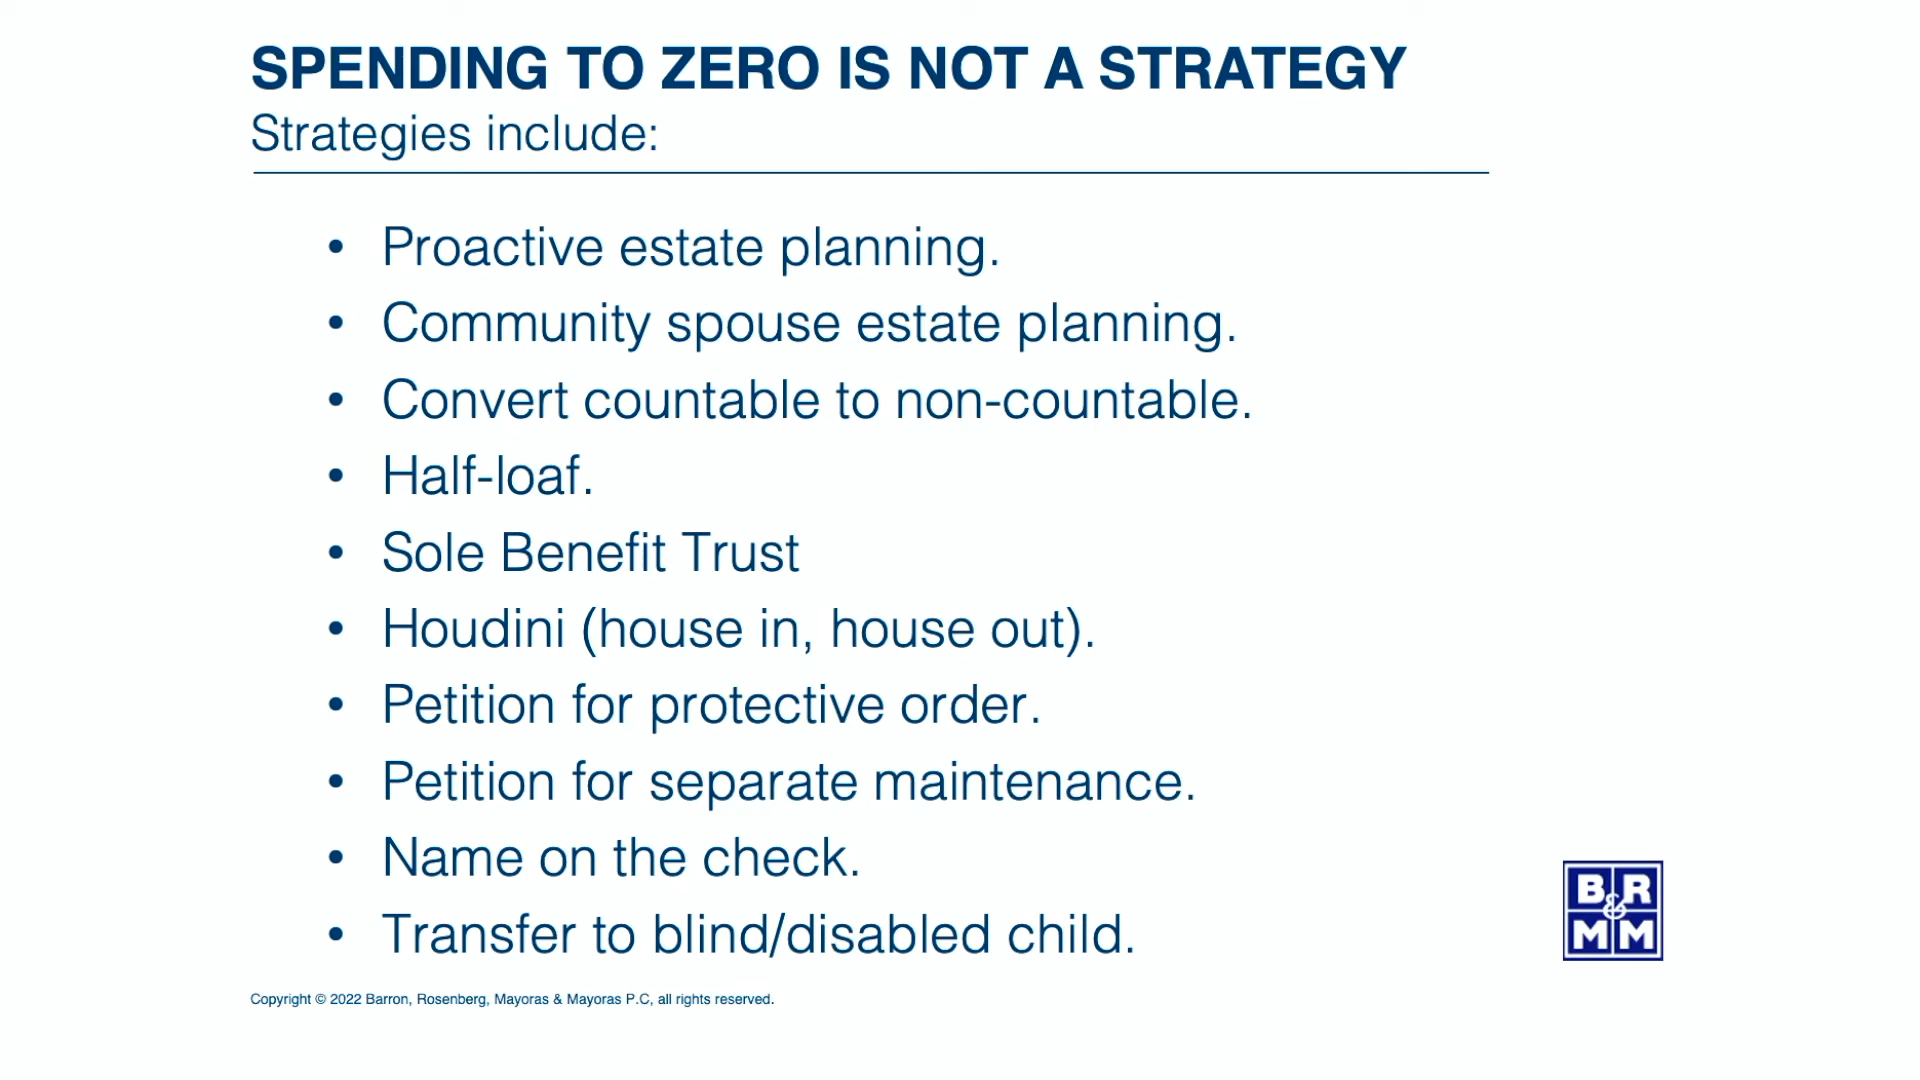 SPENDING TO ZERO IS NOT A STRATEGY
Strategies include:
• Proactive estate planning.
• Community spouse estate planning.
• Convert countable to non-countable.
• Half-loaf.
• Sole Benefit Trust
• Houdini (house in, house out).
• Petition for protective order.
• Petition for separate maintenance.
• Name on the check.
• Transfer to blind/disabled child.
B&R
MM
Copyright © 2022 Barron, Rosenberg, Mayoras & Mayoras P.C, all rights reserved.